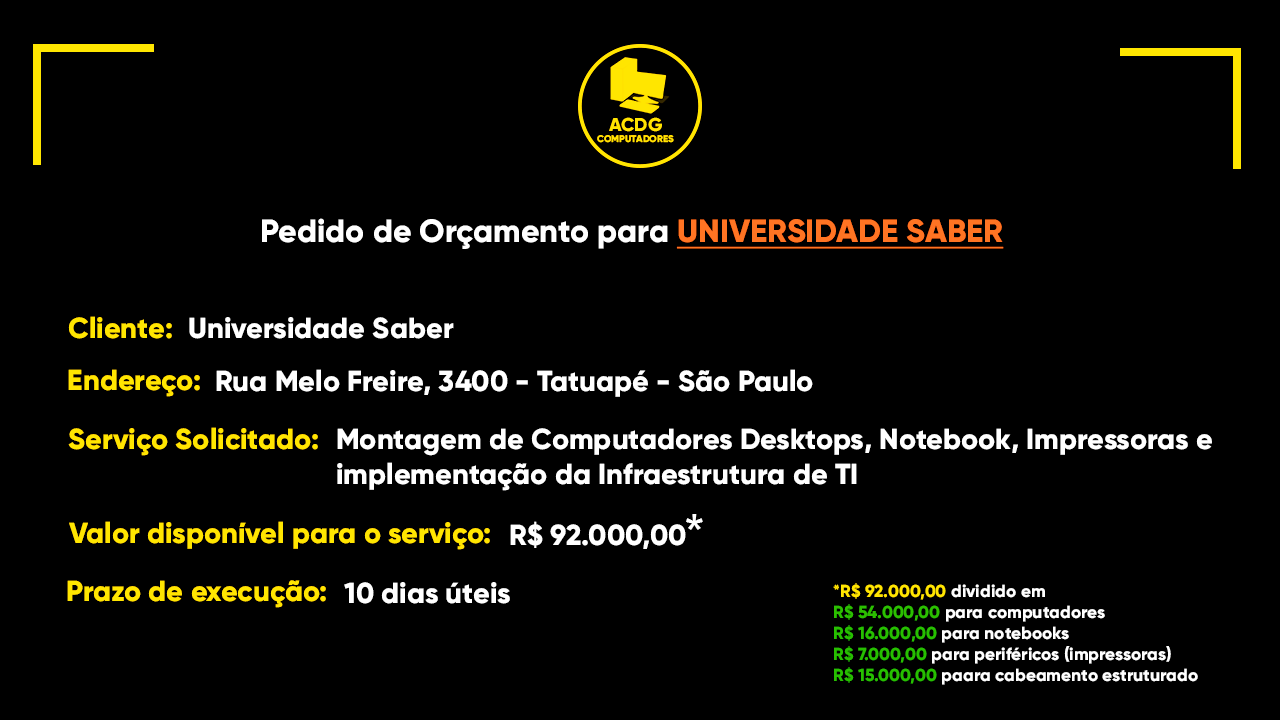 ACDG
COMPUTADORES
Pedido de Orçamento para UNIVERSIDADE SABER
Cliente: Universidade Saber
Endereço: Rua Melo Freire, 3400 - Tatuapé - São Paulo
Serviço Solicitado: Montagem de Computadores Desktops, Notebook, Impressoras e
implementação da Infraestrutura de TI
Valor disponível para o serviço: R$ 92.000,00*
Prazo de execução: 10 dias úteis
*R$ 92.000,00 dividido em
R$ 54.000,00 para computadores
R$ 16.000,00 para notebooks
R$ 7.000,00 para periféricos (impressoras)
R$ 15.000,00 paara cabeamento estruturado